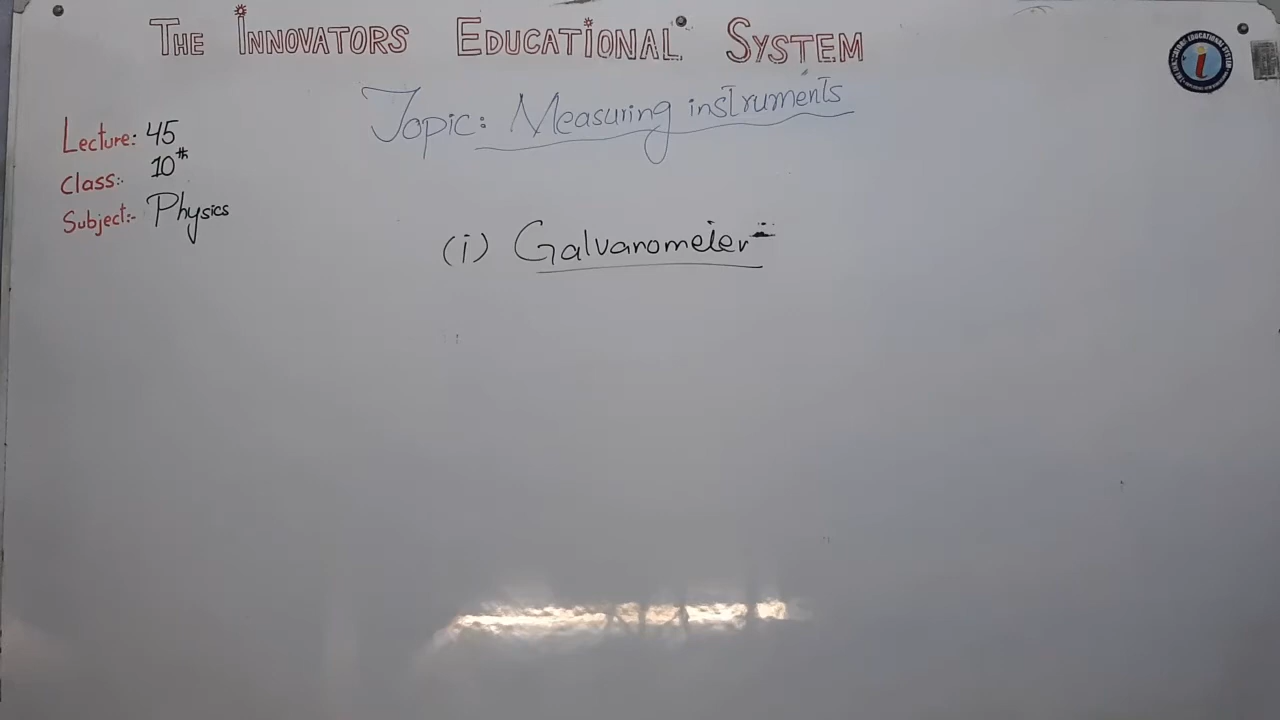 THE INNOVATORS EDUCATIONAL SYSTEM
Topic: Measuring instruments
Lecture: 45
Class:- 10th
Subject:- Physics
(i) Galvanometer:-